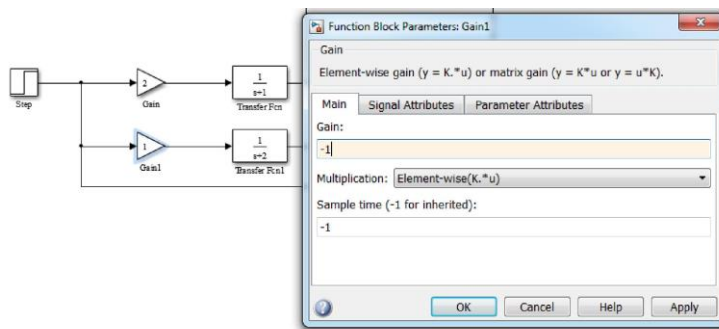 Step
2
Gain
1
s+1
Transfer Fcn
1
Gain1
1
s+2
Transfer Fcn1
Function Block Parameters: Gain1
Gain
Element-wise gain (y = K.*u) or matrix gain (y = K*u or y = u*K).
Main Signal Attributes Parameter Attributes
Gain:
-1
Multiplication: Element-wise(K.*u)
Sample time (-1 for inherited):
-1
OK Cancel Help Apply